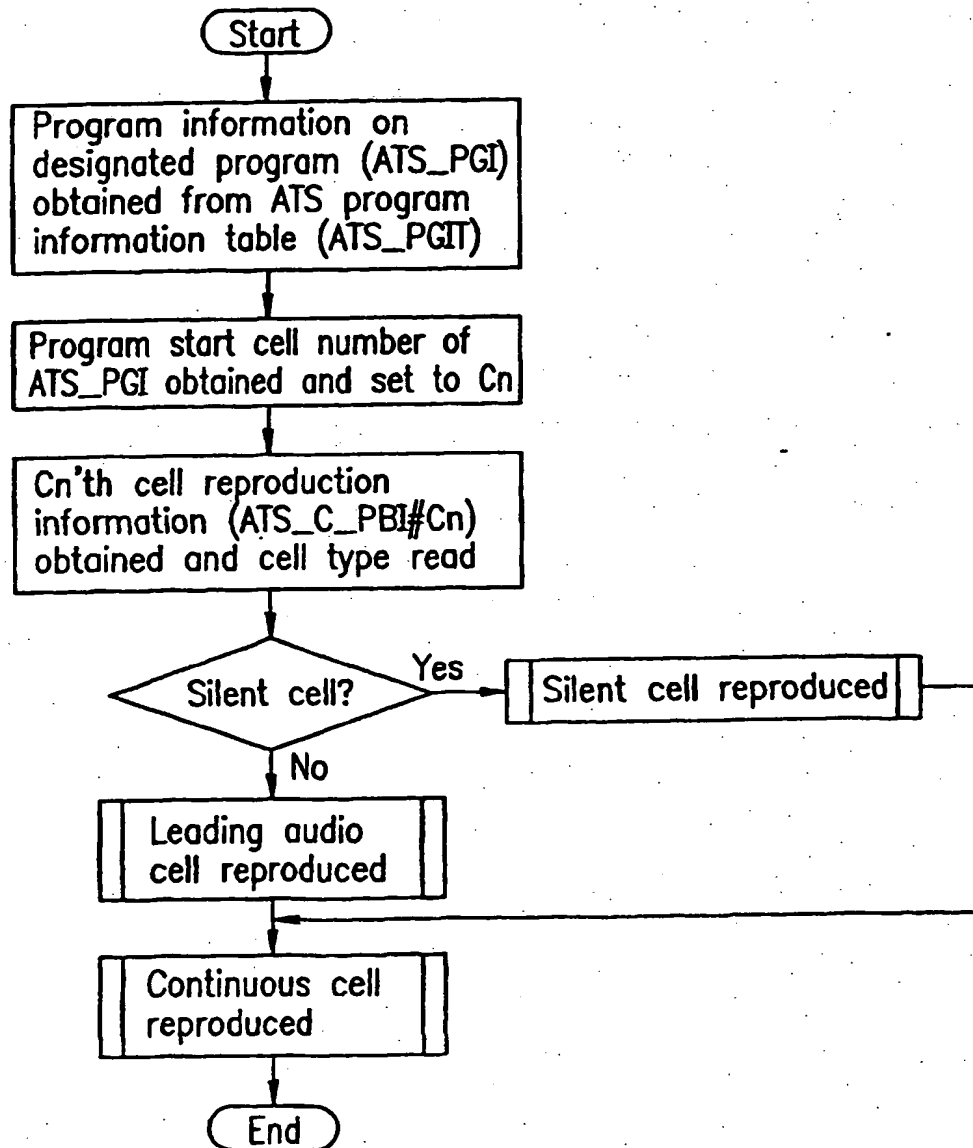 Start
Program information on
designated program (ATS_PGI)
obtained from ATS program
information table (ATS_PGIT)
Program start cell number of
ATS_PGI obtained and set to Cn
Cn'th cell reproduction
information (ATS_C_PBI#Cn)
obtained and cell type read
Silent cell?
Yes
Silent cell reproduced
No
Leading audio
cell reproduced
Continuous cell
reproduced
End